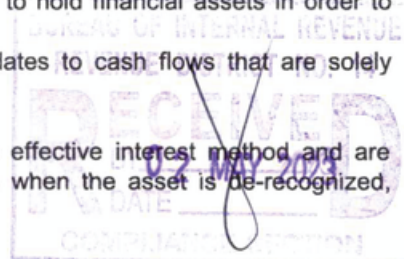 to hold financial assets in order to
BUREAU OF INTERNAL REVENUE
REVENUE DISTRICT NO. 14
lates to cash flows that are solely
RECEIVED
effective interest method and are
02 MAY 2023
when the asset is de-recognized,
DATE
COMPLIANCE SECTION